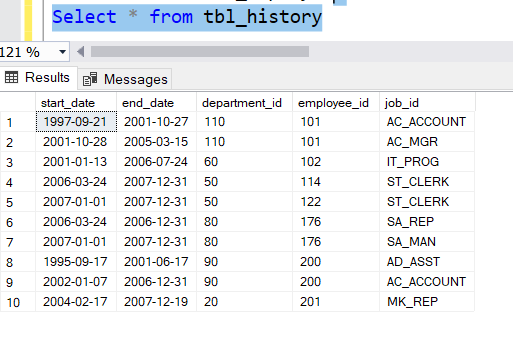 Select * from tbl_history
121 %
Results Messages
start_date end_date department_id employee_id job_id
1 1997-09-21 2001-10-27 110 101 AC_ACCOUNT
2 2001-10-28 2005-03-15 110 101 AC_MGR
3 2001-01-13 2006-07-24 60 102 IT_PROG
4 2006-03-24 2007-12-31 50 114 ST_CLERK
5 2007-01-01 2007-12-31 50 122 ST_CLERK
6 2006-03-24 2006-12-31 80 176 SA_REP
7 2007-01-01 2007-12-31 80 176 SA_MAN
8 1995-09-17 2001-06-17 90 200 AD_ASST
9 2002-01-07 2006-12-31 90 200 AC_ACCOUNT
10 2004-02-17 2007-12-19 20 201 MK_REP